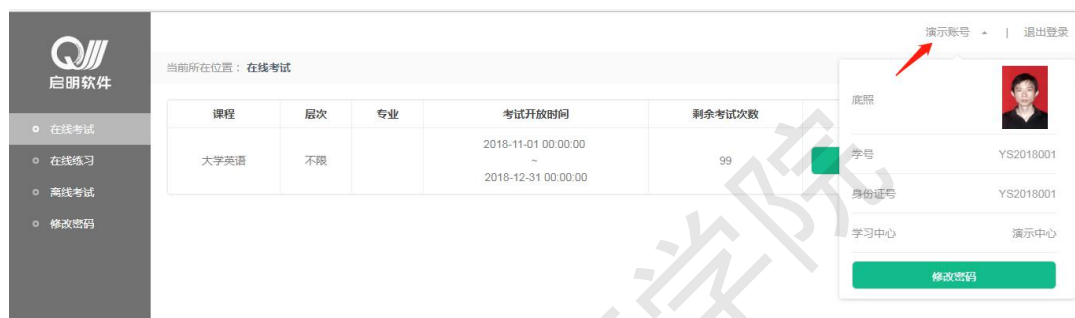 启明软件
演示账号 | 退出登录
当前所在位置： 在线考试
在线考试
在线练习
离线考试
修改密码
课程 层次 专业 考试开放时间 剩余考试次数
大学英语 不限 2018-11-01 00:00:00 ~ 2018-12-31 00:00:00 99
底照
学号 YS2018001
身份证号 YS2018001
学习中心 演示中心
修改密码
学院